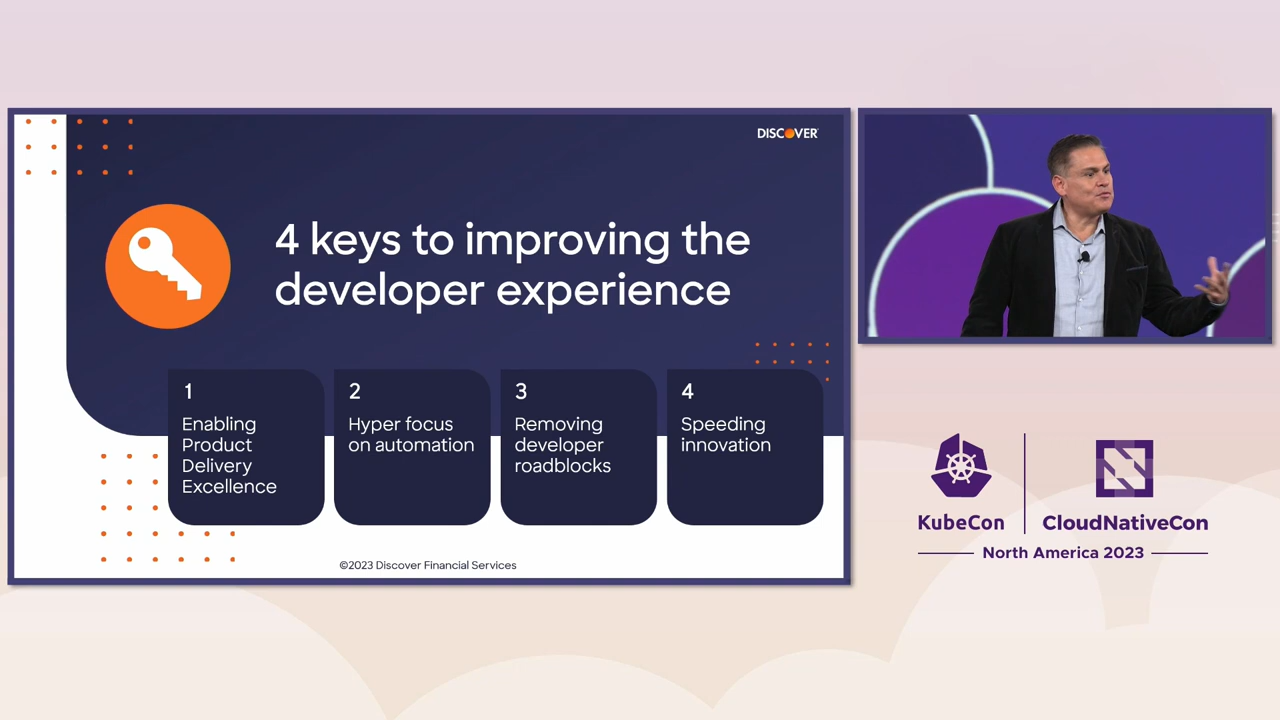 DISCOVER
4 keys to improving the
developer experience
1
Enabling
Product
Delivery
Excellence
2
Hyper focus
on automation
3
Removing
developer
roadblocks
4
Speeding
innovation
©2023 Discover Financial Services
KubeCon
CloudNativeCon
North America 2023